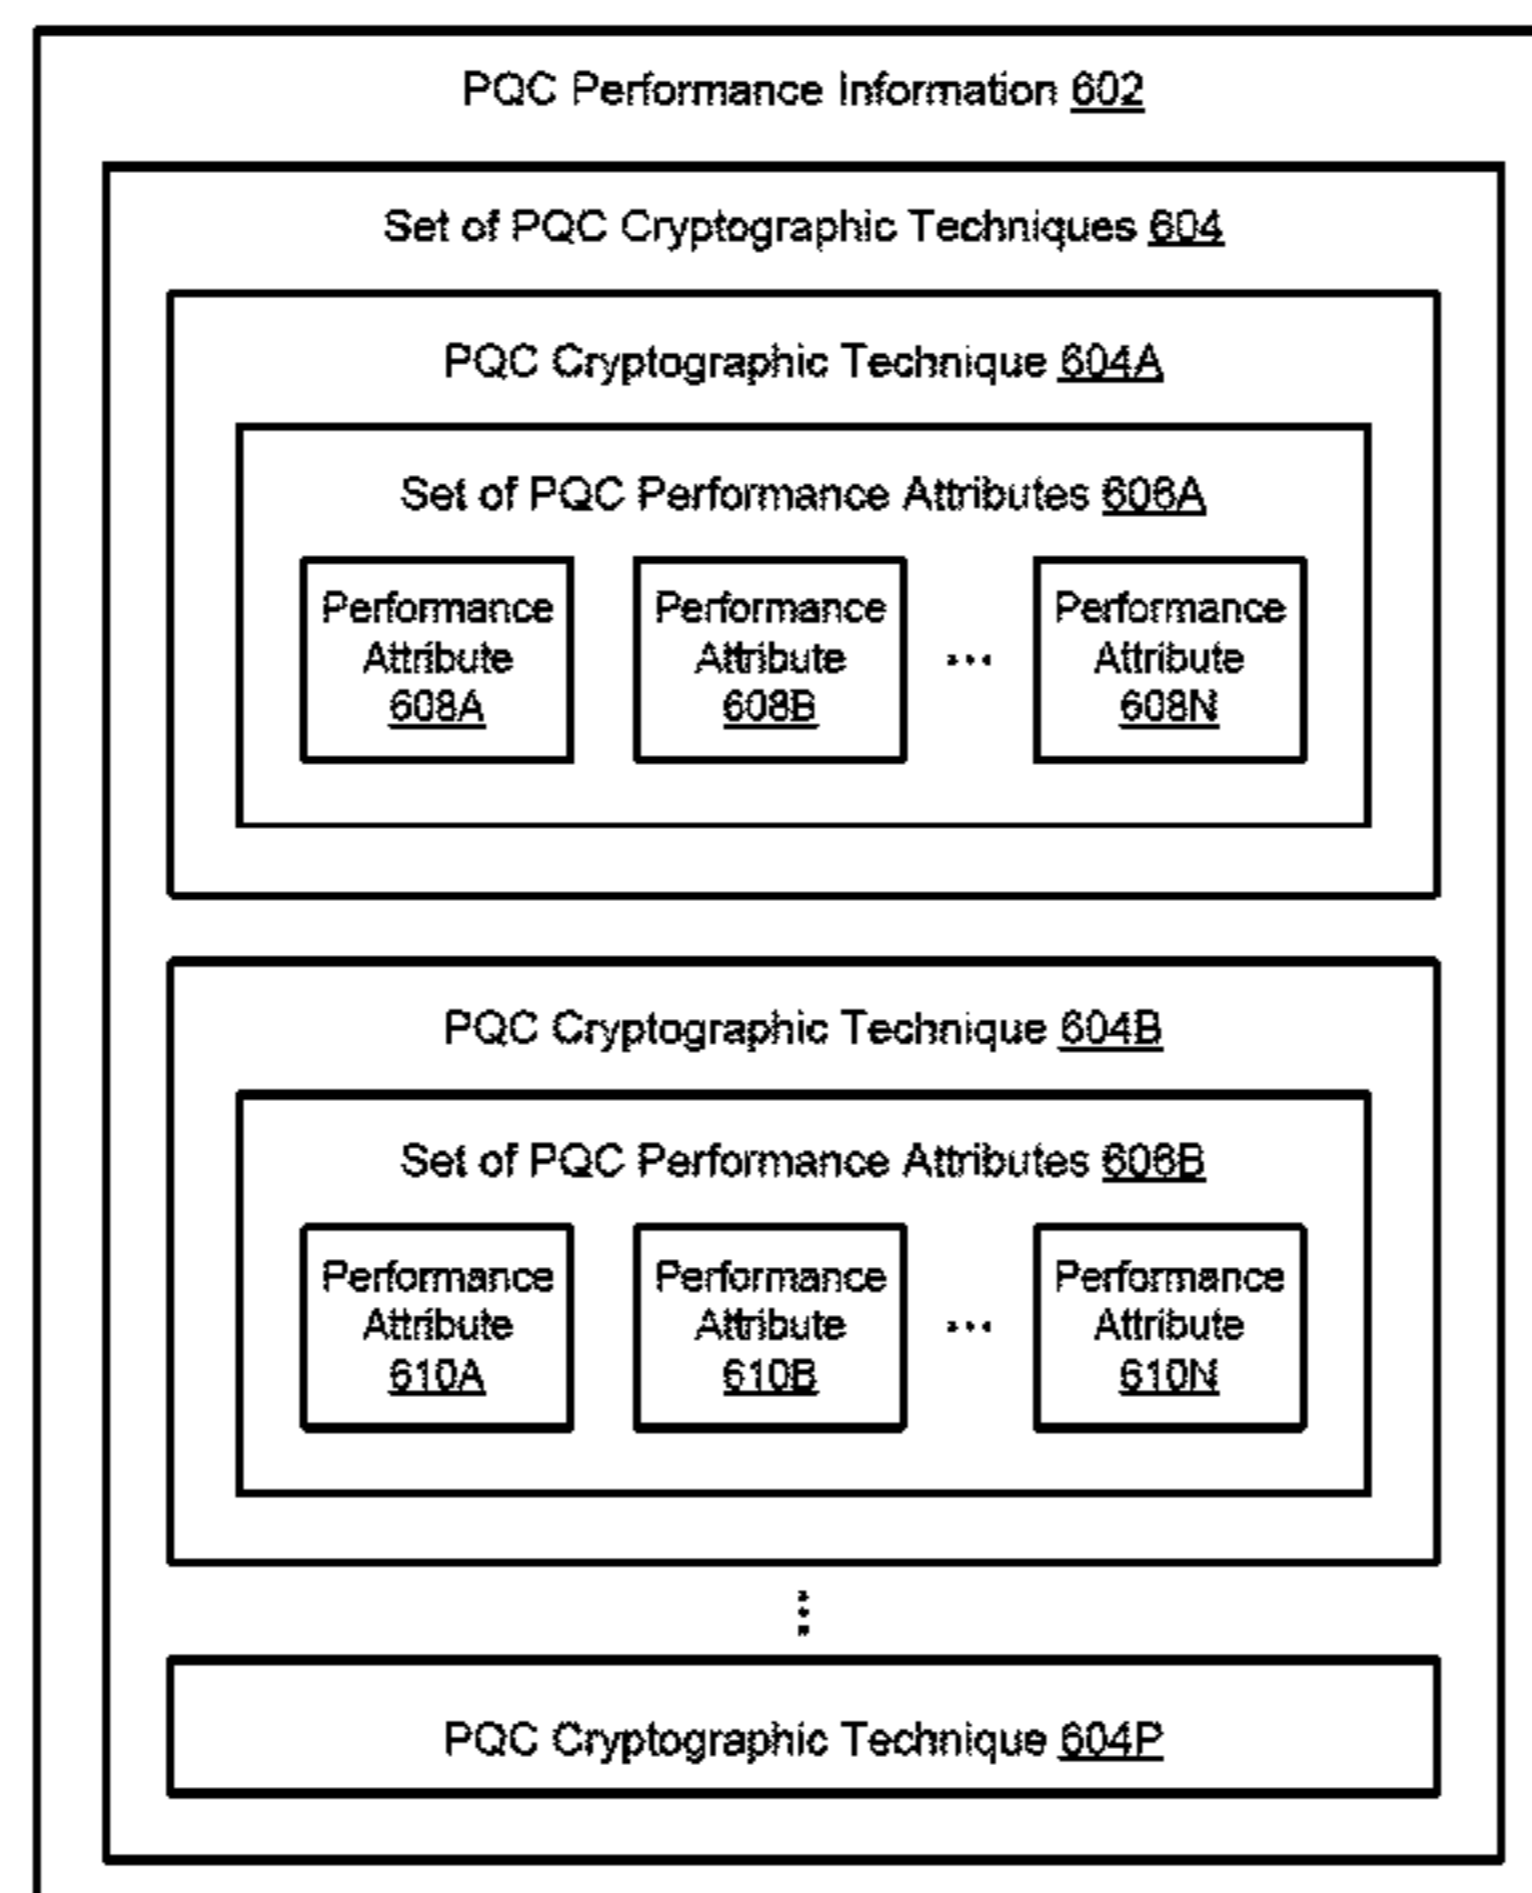 PQC Performance Information 602
Set of PQC Cryptographic Techniques 604
PQC Cryptographic Technique 604A
Set of PQC Performance Attributes 606A
Performance Attribute 608A
Performance Attribute 608B
...
Performance Attribute 608N
PQC Cryptographic Technique 604B
Set of PQC Performance Attributes 606B
Performance Attribute 610A
Performance Attribute 610B
...
Performance Attribute 610N
PQC Cryptographic Technique 604P